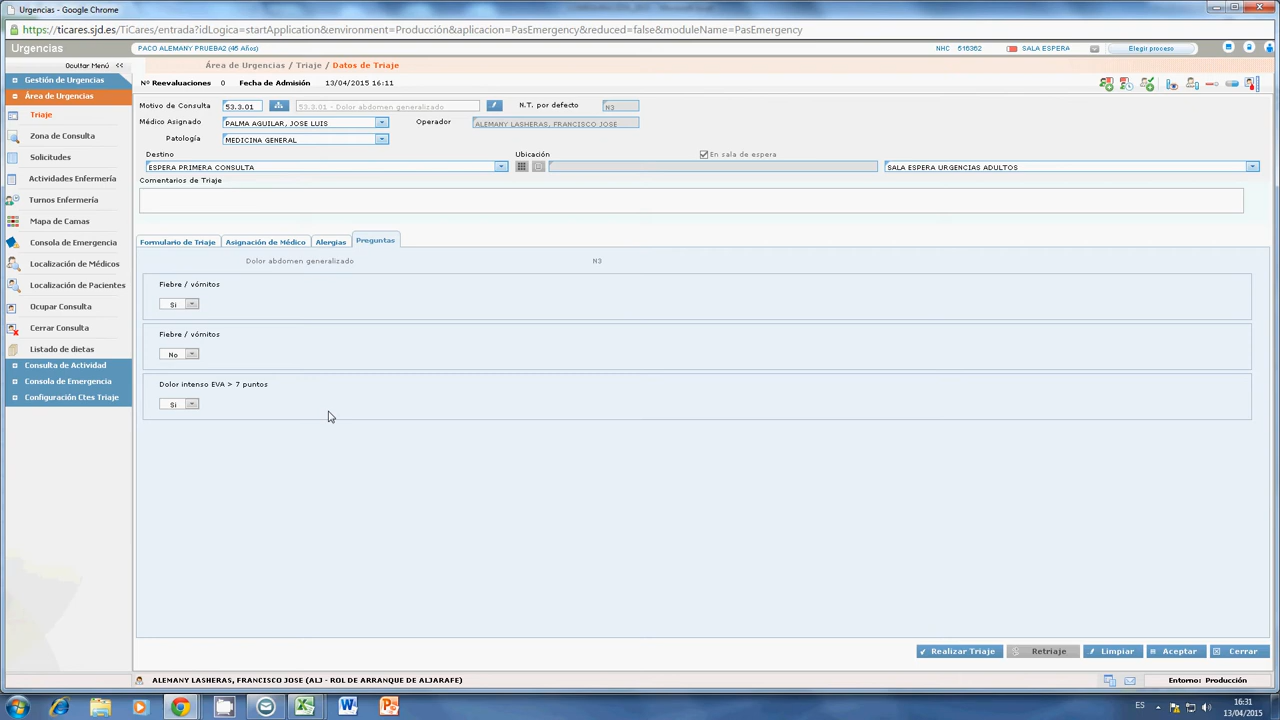 Urgencias - Google Chrome
https://ticares.sjd.es/TiCares/entrada?idLogica=startApplication&environment=Producción&aplicacion=PasEmergency&reduced=false&moduleName=PasEmergency
Urgencias
PACO ALEMANY PRUEBA2 (45 Años)
NHC 516362
SALA ESPERA
Elegir proceso
Ocultar Menú <<
Gestión de Urgencias
Área de Urgencias
Triaje
Zona de Consulta
Solicitudes
Actividades Enfermería
Turnos Enfermería
Mapa de Camas
Consola de Emergencia
Localización de Médicos
Localización de Pacientes
Ocupar Consulta
Cerrar Consulta
Listado de dietas
Consulta de Actividad
Consola de Emergencia
Configuración Ctes Triaje
Área de Urgencias / Triaje / Datos de Triaje
Nº Reevaluaciones 0 Fecha de Admisión 13/04/2015 16:11
Motivo de Consulta 53.3.01 53.3.01 - Dolor abdomen generalizado N.T. por defecto N3
Médico Asignado PALMA AGUILAR, JOSE LUIS Operador ALEMANY LASHERAS, FRANCISCO JOSE
Patología MEDICINA GENERAL
Destino Ubicación En sala de espera
ESPERA PRIMERA CONSULTA SALA ESPERA URGENCIAS ADULTOS
Comentarios de Triaje
Formulario de Triaje Asignación de Médico Alergias Preguntas
Dolor abdomen generalizado N3
Fiebre / vómitos
Si
Fiebre / vómitos
No
Dolor intenso EVA > 7 puntos
Si
Realizar Triaje Retriaje Limpiar Aceptar Cerrar
ALEMANY LASHERAS, FRANCISCO JOSE (ALJ - ROL DE ARRANQUE DE ALJARAFE) Entorno: Producción
ES 16:31
13/04/2015